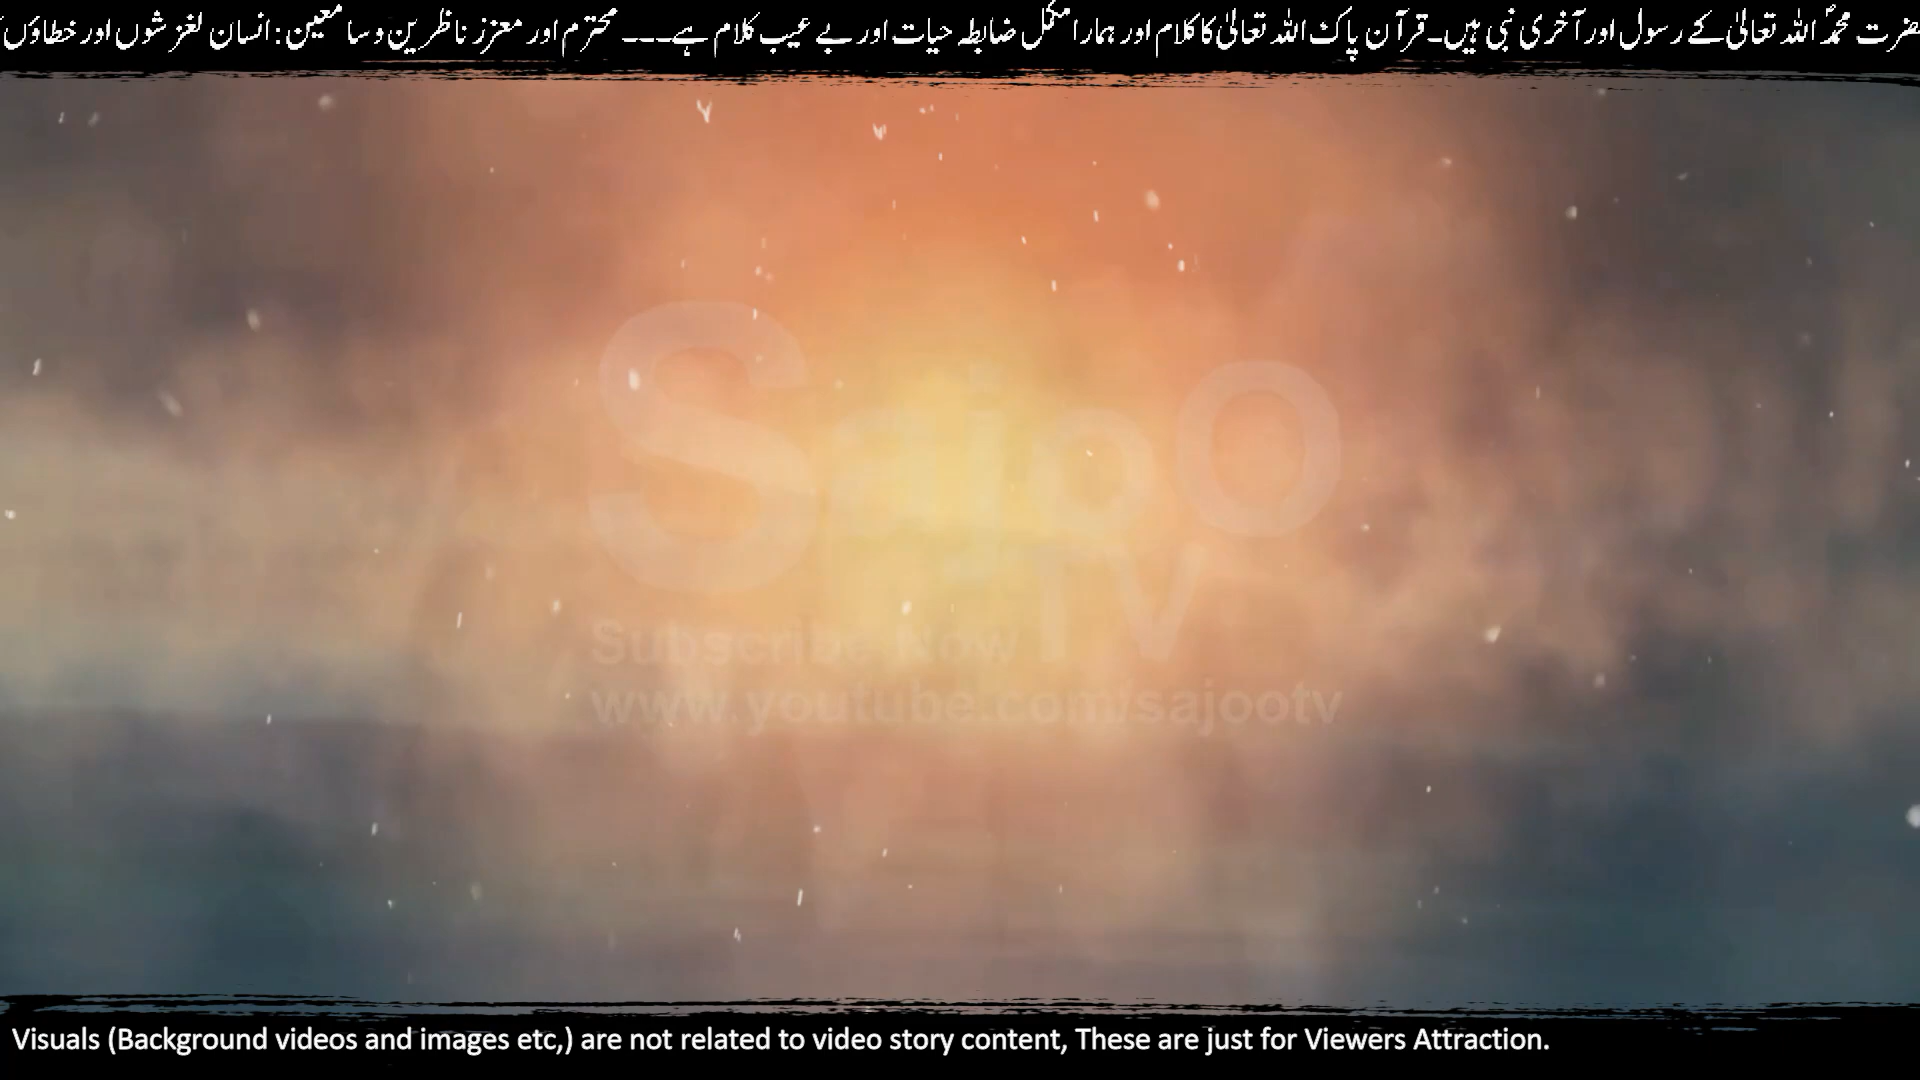 حضرت محمدؐ اللہ تعالیٰ کے رسول اور آخری نبی ہیں۔قرآن پاک اللہ تعالیٰ کا کلام اور ہمارا مکمل ضابطہ حیات اور بے عیب کلام ہے۔۔۔ محترم اور معزز ناظرین و سامعین: انسان لغزشوں اور خطاؤں
Sajoo
TV
Subscribe Now
www.youtube.com/sajootv
Visuals (Background videos and images etc,) are not related to video story content, These are just for Viewers Attraction.